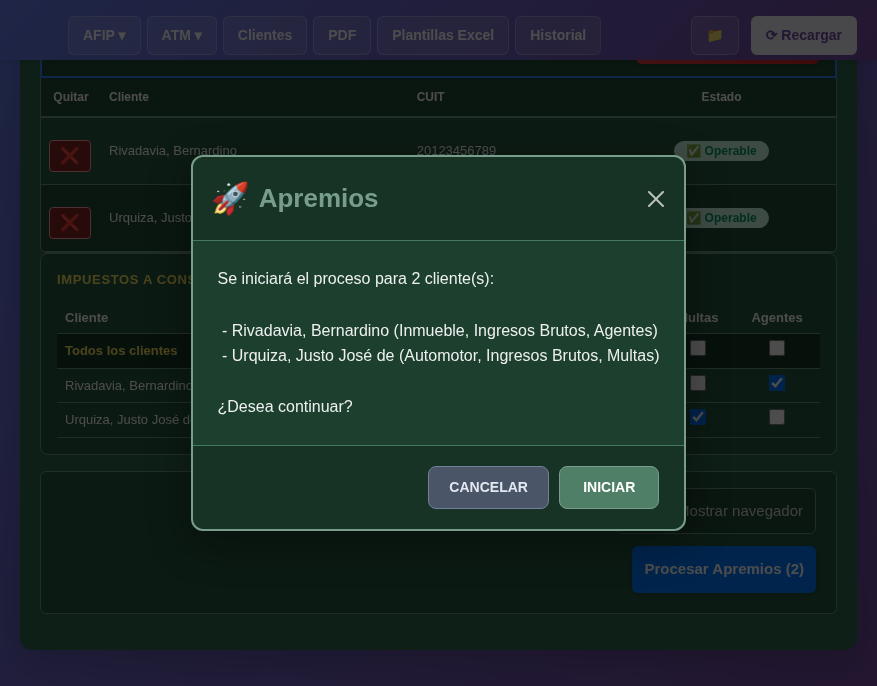 AFIP ▾
ATM ▾
Clientes
PDF
Plantillas Excel
Historial
⟳ Recargar
Quitar
Cliente
CUIT
Estado
Rivadavia, Bernardino
20123456789
✅ Operable
Urquiza, Justo
✅ Operable
🚀 Apremios
Se iniciará el proceso para 2 cliente(s):
- Rivadavia, Bernardino (Inmueble, Ingresos Brutos, Agentes)
- Urquiza, Justo José de (Automotor, Ingresos Brutos, Multas)
¿Desea continuar?
CANCELAR
INICIAR
IMPUESTOS A
Cliente
Agentes
Todos los clientes
Rivadavia, Bernardino
Urquiza, Justo José
navegador
Procesar Apremios (2)